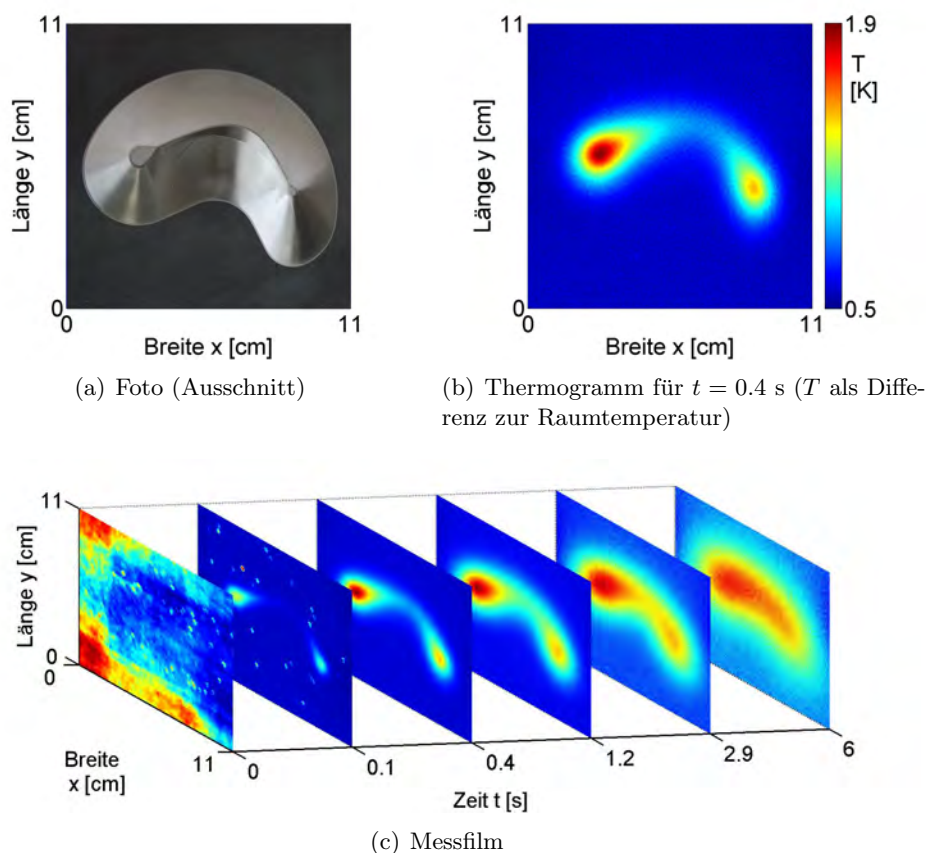 11
Länge y [cm]
0
0
11
Breite x [cm]
(a) Foto (Ausschnitt)
11
Länge y [cm]
0
0
11
Breite x [cm]
1.9
T
[K]
0.5
(b) Thermogramm für t = 0.4 s (T als Diffe-
renz zur Raumtemperatur)
11
Länge y [cm]
0
0
Breite
x [cm]
11
0
0.1
0.4
1.2
2.9
6
Zeit t [s]
(c) Messfilm